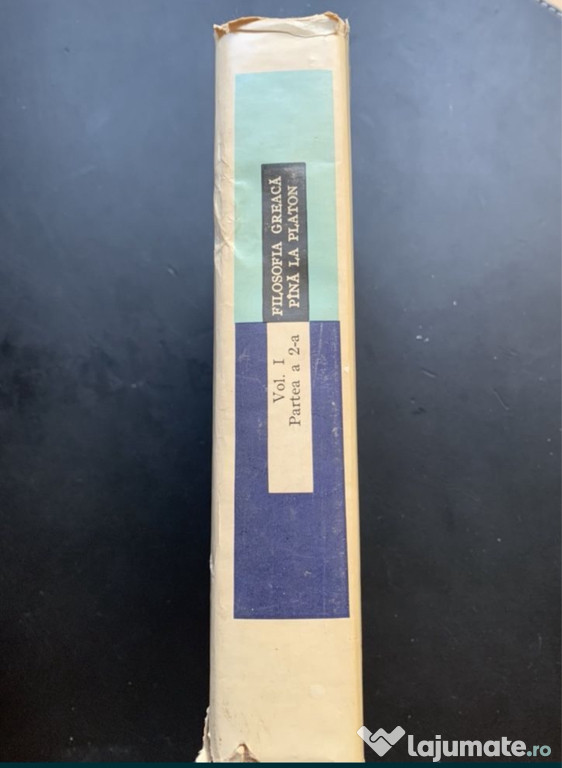 FILOSOFIA GREACĂ
PÎNĂ LA PLATON
Vol. I
Partea a 2-a
lajumate.ro